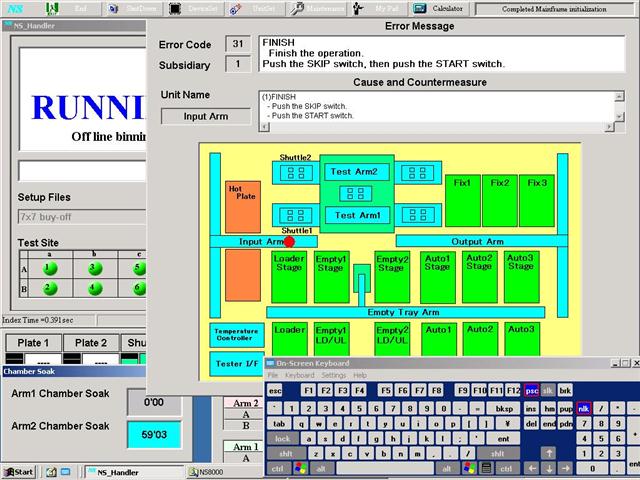 NS
End
ShutDown
DeviceSet
UnitSet
Maintenance
My Pad
Calculator
Completed Mainframe initialization
NS_Handler
RUNNI
Off line binnin
Setup Files
7x7 buy-off
Test Site
a b c
A 1 3 5
B 2 4 6
Index Time =0.391sec
Plate 1 Plate 2 Shu
---- ----
Chamber Soak
Arm1 Chamber Soak 0'00
Arm2 Chamber Soak 59'03
Arm 2
A
B
Arm 1
A
Error Message
Error Code 31
Subsidiary 1
FINISH
Finish the operation.
Push the SKIP switch, then push the START switch.
Cause and Countermeasure
Unit Name
Input Arm
(1)FINISH
- Push the SKIP switch.
- Push the START switch.
Shuttle2
Test Arm2
Hot Plate
Fix1 Fix2 Fix3
Test Arm1
Shuttle1
Input Arm
Output Arm
Loader Stage
Empty1 Stage
Empty2 Stage
Auto1 Stage
Auto2 Stage
Auto3 Stage
Empty Tray Arm
Temperature Controller
Tester I/F
Loader
Empty1 LD/UL
Empty2 LD/UL
Auto1
Auto2
Auto3
On-Screen Keyboard
File Keyboard Settings Help
esc F1 F2 F3 F4 F5 F6 F7 F8 F9 F10 F11 F12 psc slk brk
` 1 2 3 4 5 6 7 8 9 0 - = bksp ins hm pup nlk / * -
tab q w e r t y u i o p [ ] \ del end pdn 7 8 9 +
lock a s d f g h j k l ; ' ent 4 5 6
shft z x c v b n m , . / shft 1 2 3 ent
ctrl alt alt ctrl 0 .
Start
NS_Handler
NS8000